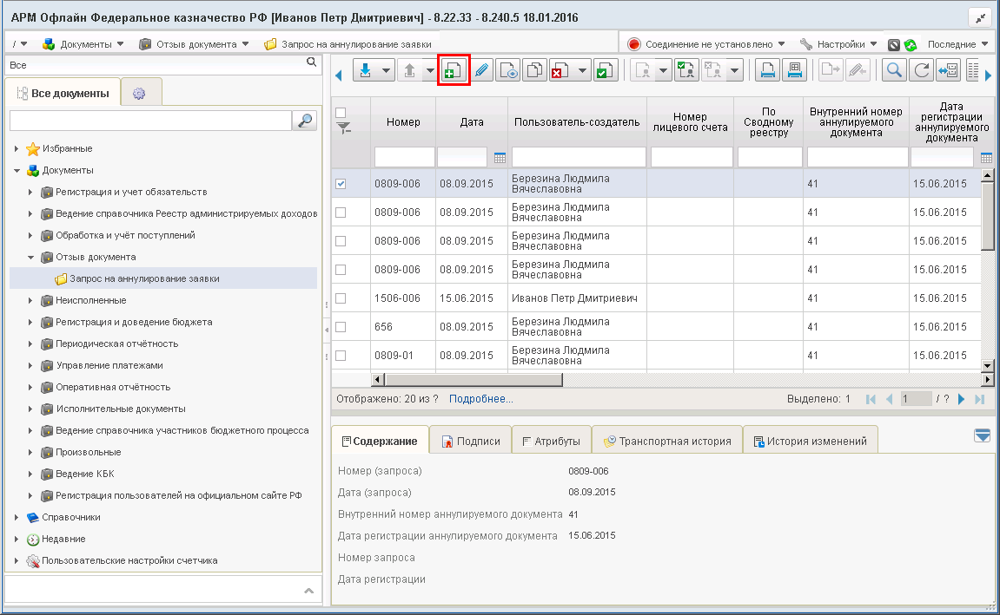 АРМ Офлайн Федеральное казначество РФ [Иванов Петр Дмитриевич] - 8.22.33 - 8.240.5 18.01.2016
/ Документы Отзыв документа Запрос на аннулирование заявки
Соединение не установлено Настройки Последние
Все
Все документы
Избранные
Документы
Регистрация и учет обязательств
Ведение справочника Реестр администрируемых доходов
Обработка и учёт поступлений
Отзыв документа
Запрос на аннулирование заявки
Неисполненные
Регистрация и доведение бюджета
Периодическая отчётность
Управление платежами
Оперативная отчётность
Исполнительные документы
Ведение справочника участников бюджетного процесса
Произвольные
Ведение КБК
Регистрация пользователей на официальном сайте РФ
Справочники
Недавние
Пользовательские настройки счетчика
Номер
Дата
Пользователь-создатель
Номер
лицевого счета
По
Сводному
реестру
Внутренний номер
аннулируемого
документа
Дата
регистрации
аннулируемого
документа
0809-006 08.09.2015 Березина Людмила
Вячеславовна 41 15.06.2015
0809-006 08.09.2015 Березина Людмила
Вячеславовна 41 15.06.2015
0809-006 08.09.2015 Березина Людмила
Вячеславовна 41 15.06.2015
0809-006 08.09.2015 Березина Людмила
Вячеславовна 41 15.06.2015
1506-006 15.06.2015 Иванов Петр Дмитриевич 41 15.06.2015
656 08.09.2015 Березина Людмила
Вячеславовна 41 15.06.2015
0809-01 08.09.2015 Березина Людмила
Вячеславовна 41 15.06.2015
Отображено: 20 из ? Подробнее... Выделено: 1 1 / ?
Содержание Подписи Атрибуты Транспортная история История изменений
Номер (запроса) 0809-006
Дата (запроса) 08.09.2015
Внутренний номер аннулируемого документа 41
Дата регистрации аннулируемого документа 15.06.2015
Номер запроса
Дата регистрации